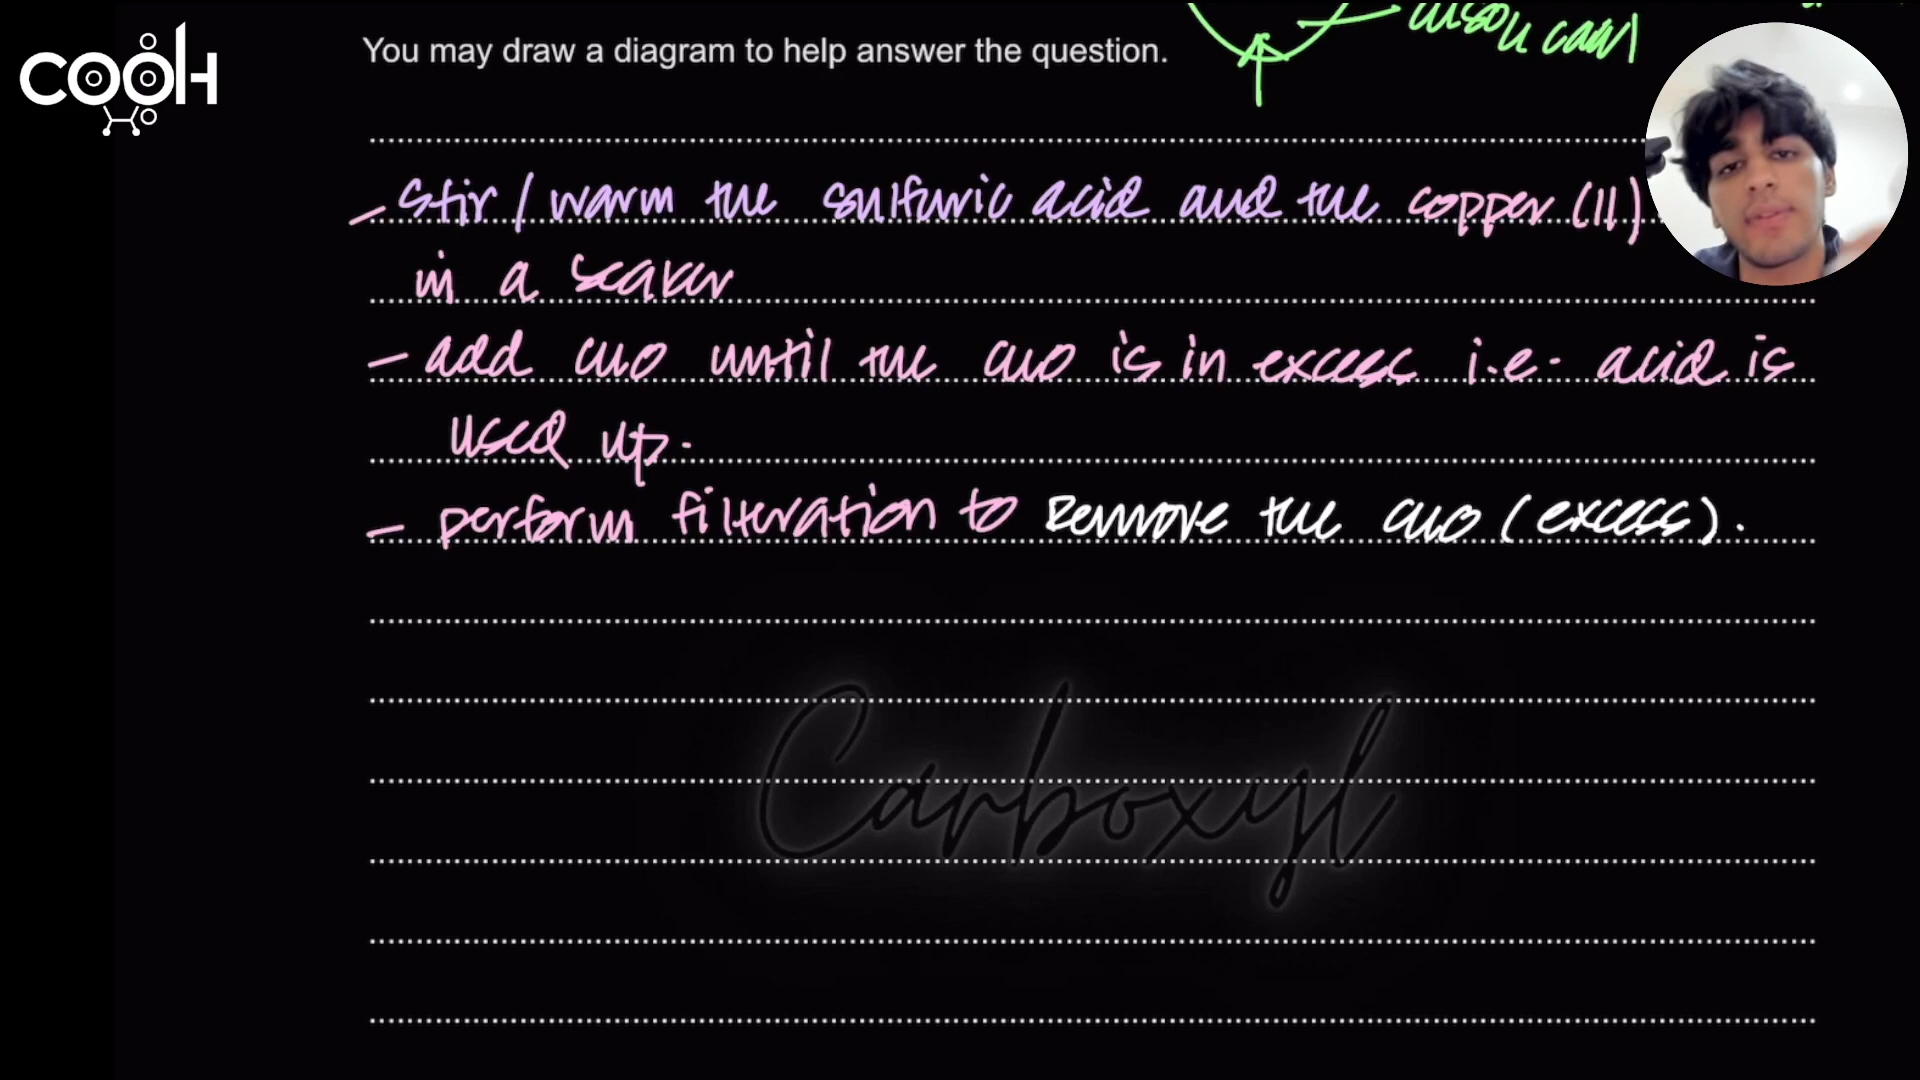 COOH
You may draw a diagram to help answer the question.
- Stir / warm the sulfuric acid and the copper (II)
in a beaker
- add CuO until the CuO is in excess i.e. acid is
used up.
- perform filteration to Remove the CuO (excess).
Carboxyl